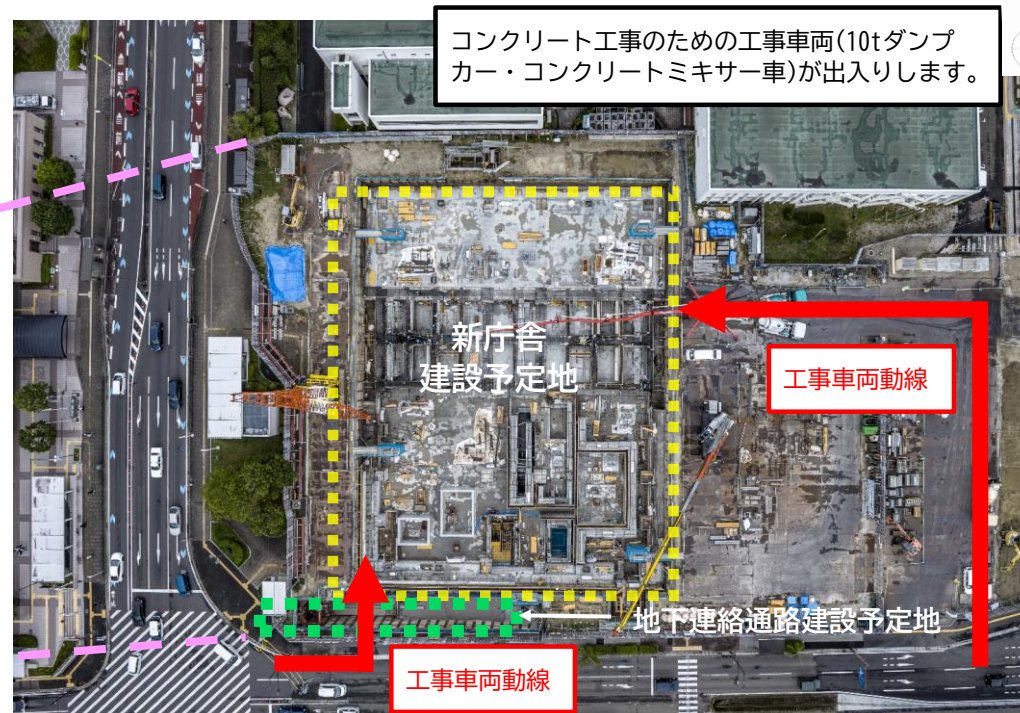 コンクリート工事のための工事車両(10tダンプ
カー・コンクリートミキサー車)が出入りします。
新庁舎
建設予定地
工事車両動線
地下連絡通路建設予定地
工事車両動線